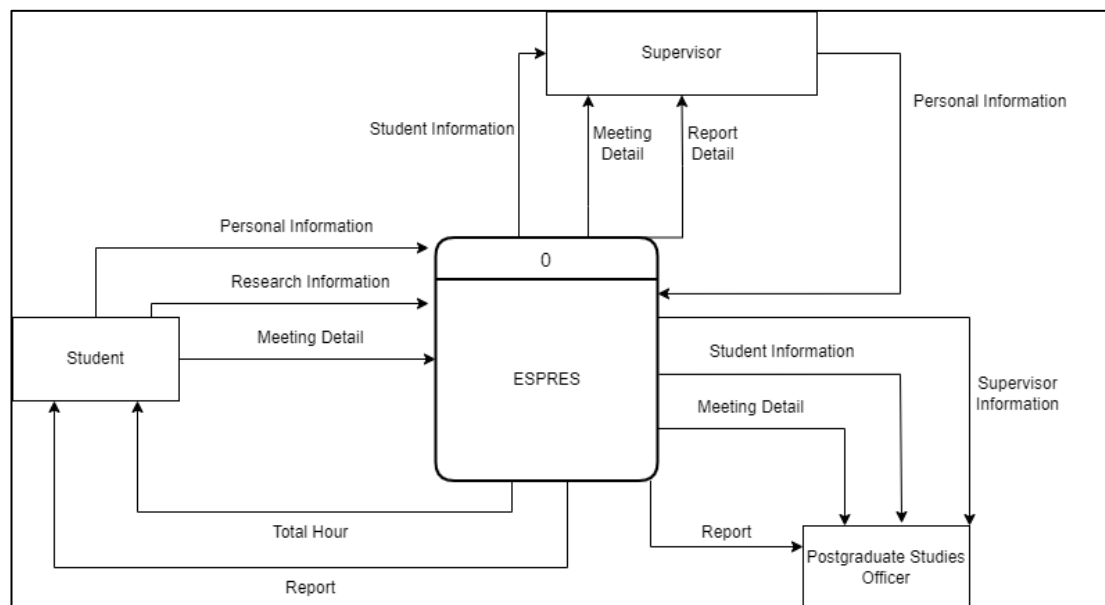 Supervisor
Personal Information
Student Information
Meeting
Detail
Report
Detail
Personal Information
0
Research Information
Meeting Detail
Student
ESPRES
Student Information
Supervisor
Information
Meeting Detail
Total Hour
Report
Report
Postgraduate Studies
Officer